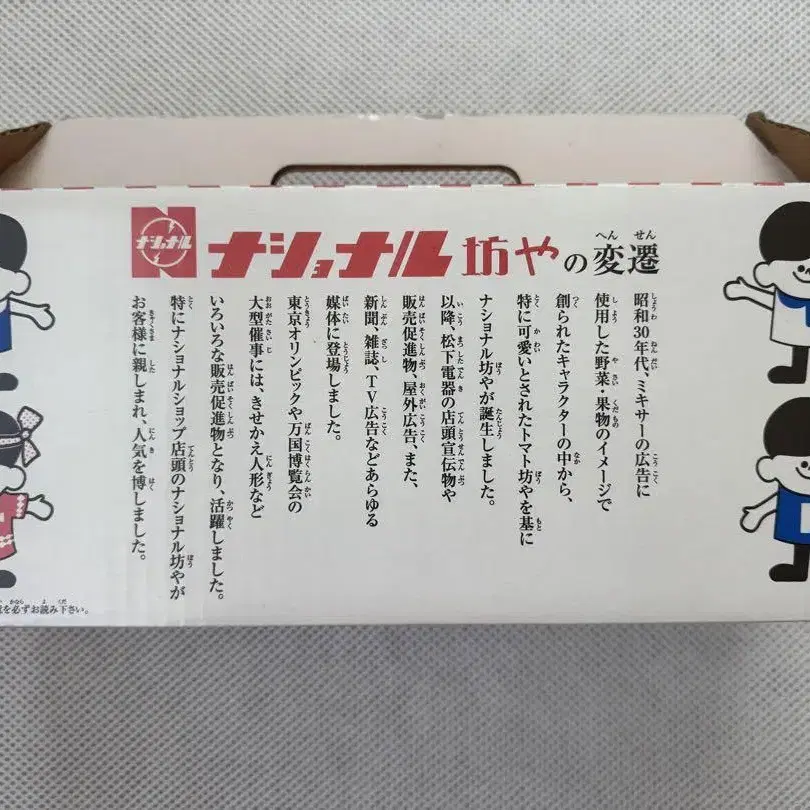 ナショナル
ナショナル坊やの変遷
昭和30年代、ミキサーの広告に
使用した野菜・果物のイメージで
創られたキャラクターの中から、
特に可愛いとされたトマト坊やを基に
ナショナル坊やが誕生しました。
以降、松下電器の店頭宣伝物や
販売促進物、屋外広告、また、
新聞、雑誌、TV広告などあらゆる
媒体に登場しました。
東京オリンピックや万国博覧会の
大型催事には、きせかえ人形など
いろいろな販売促進物となり、活躍しました。
特にナショナルショップ店頭のナショナル坊やが
お客様に親しまれ、人気を博しました。
を必ずお読み下さい。